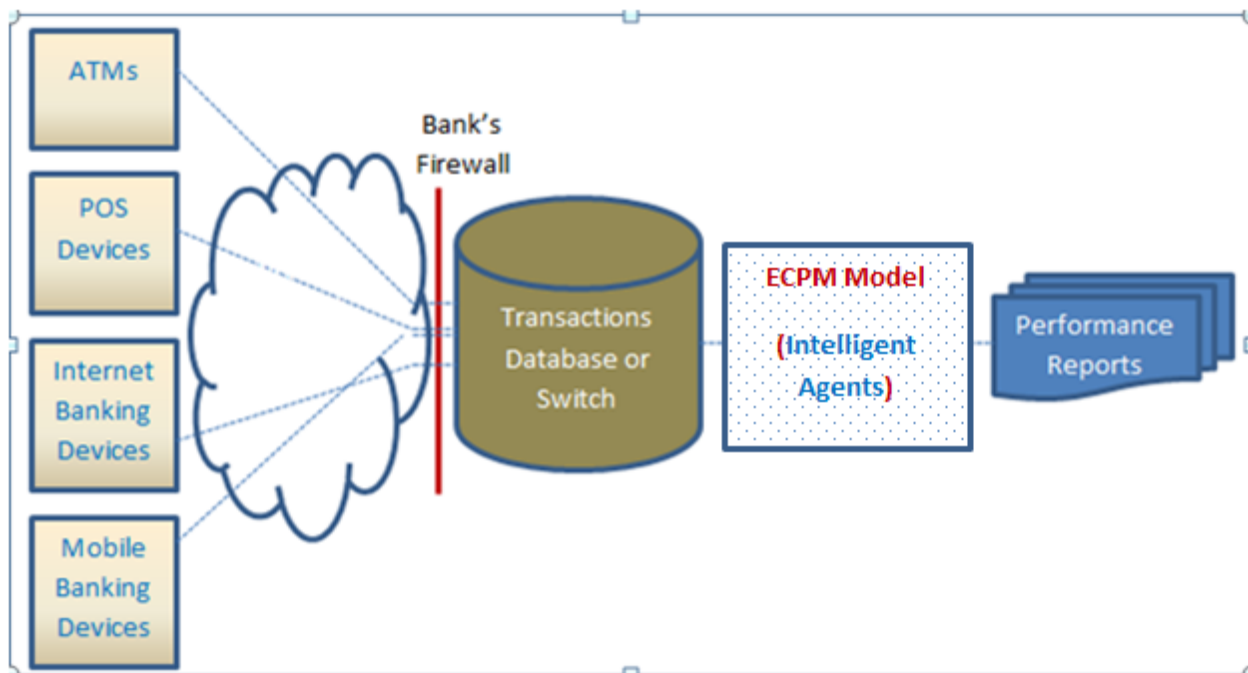 ATMs
POS
Devices
Internet
Banking
Devices
Mobile
Banking
Devices
Bank's
Firewall
Transactions
Database or
Switch
ECPM Model
(Intelligent
Agents)
Performance
Reports